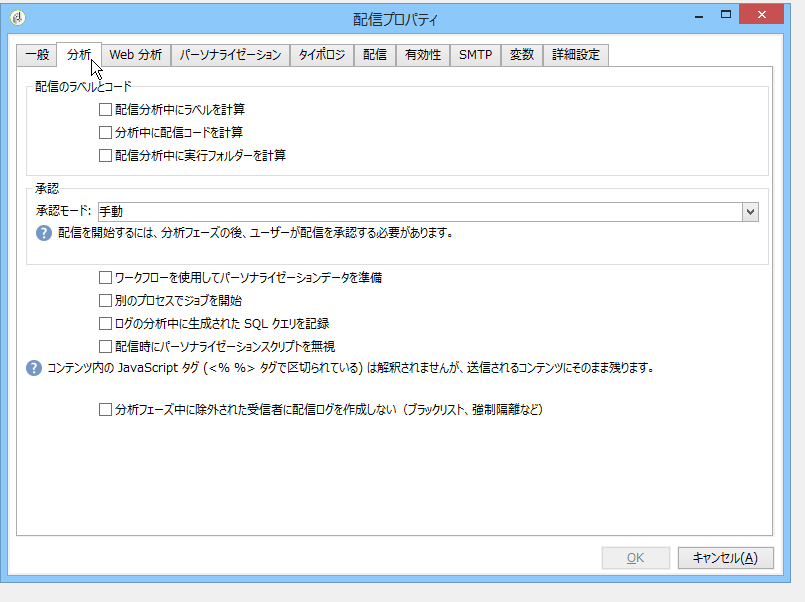 配信プロパティ
一般 分析 Web 分析 パーソナライゼーション タイポロジ 配信 有効性 SMTP 変数 詳細設定
配信のラベルとコード
配信分析中にラベルを計算
分析中に配信コードを計算
配信分析中に実行フォルダーを計算
承認
承認モード: 手動
? 配信を開始するには、分析フェーズの後、ユーザーが配信を承認する必要があります。
ワークフローを使用してパーソナライゼーションデータを準備
別のプロセスでジョブを開始
ログの分析中に生成された SQL クエリを記録
配信時にパーソナライゼーションスクリプトを無視
? コンテンツ内の JavaScript タグ (<% %> タグで区切られている) は解釈されませんが、送信されるコンテンツにそのまま残ります。
分析フェーズ中に除外された受信者に配信ログを作成しない（ブラックリスト、強制隔離など）
OK キャンセル(A)